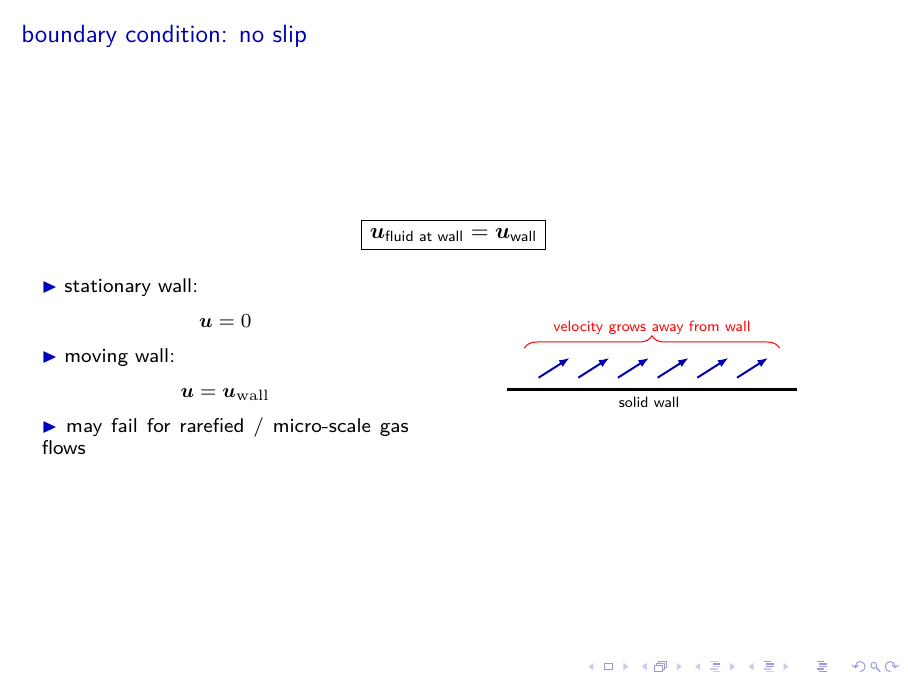 boundary condition: no slip
u_fluid at wall = u_wall
▶ stationary wall:
u = 0
▶ moving wall:
u = u_wall
▶ may fail for rarefied / micro-scale gas
flows
velocity grows away from wall
solid wall